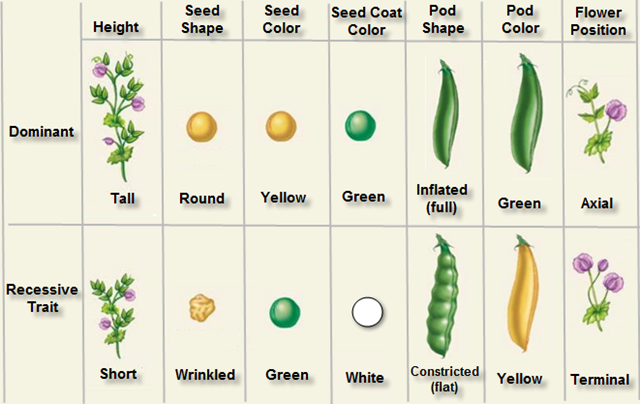 Height
Seed
Shape
Seed
Color
Seed Coat
Color
Pod
Shape
Pod
Color
Flower
Position
Dominant
Tall
Round
Yellow
Green
Inflated
(full)
Green
Axial
Recessive
Trait
Short
Wrinkled
Green
White
Constricted
(flat)
Yellow
Terminal